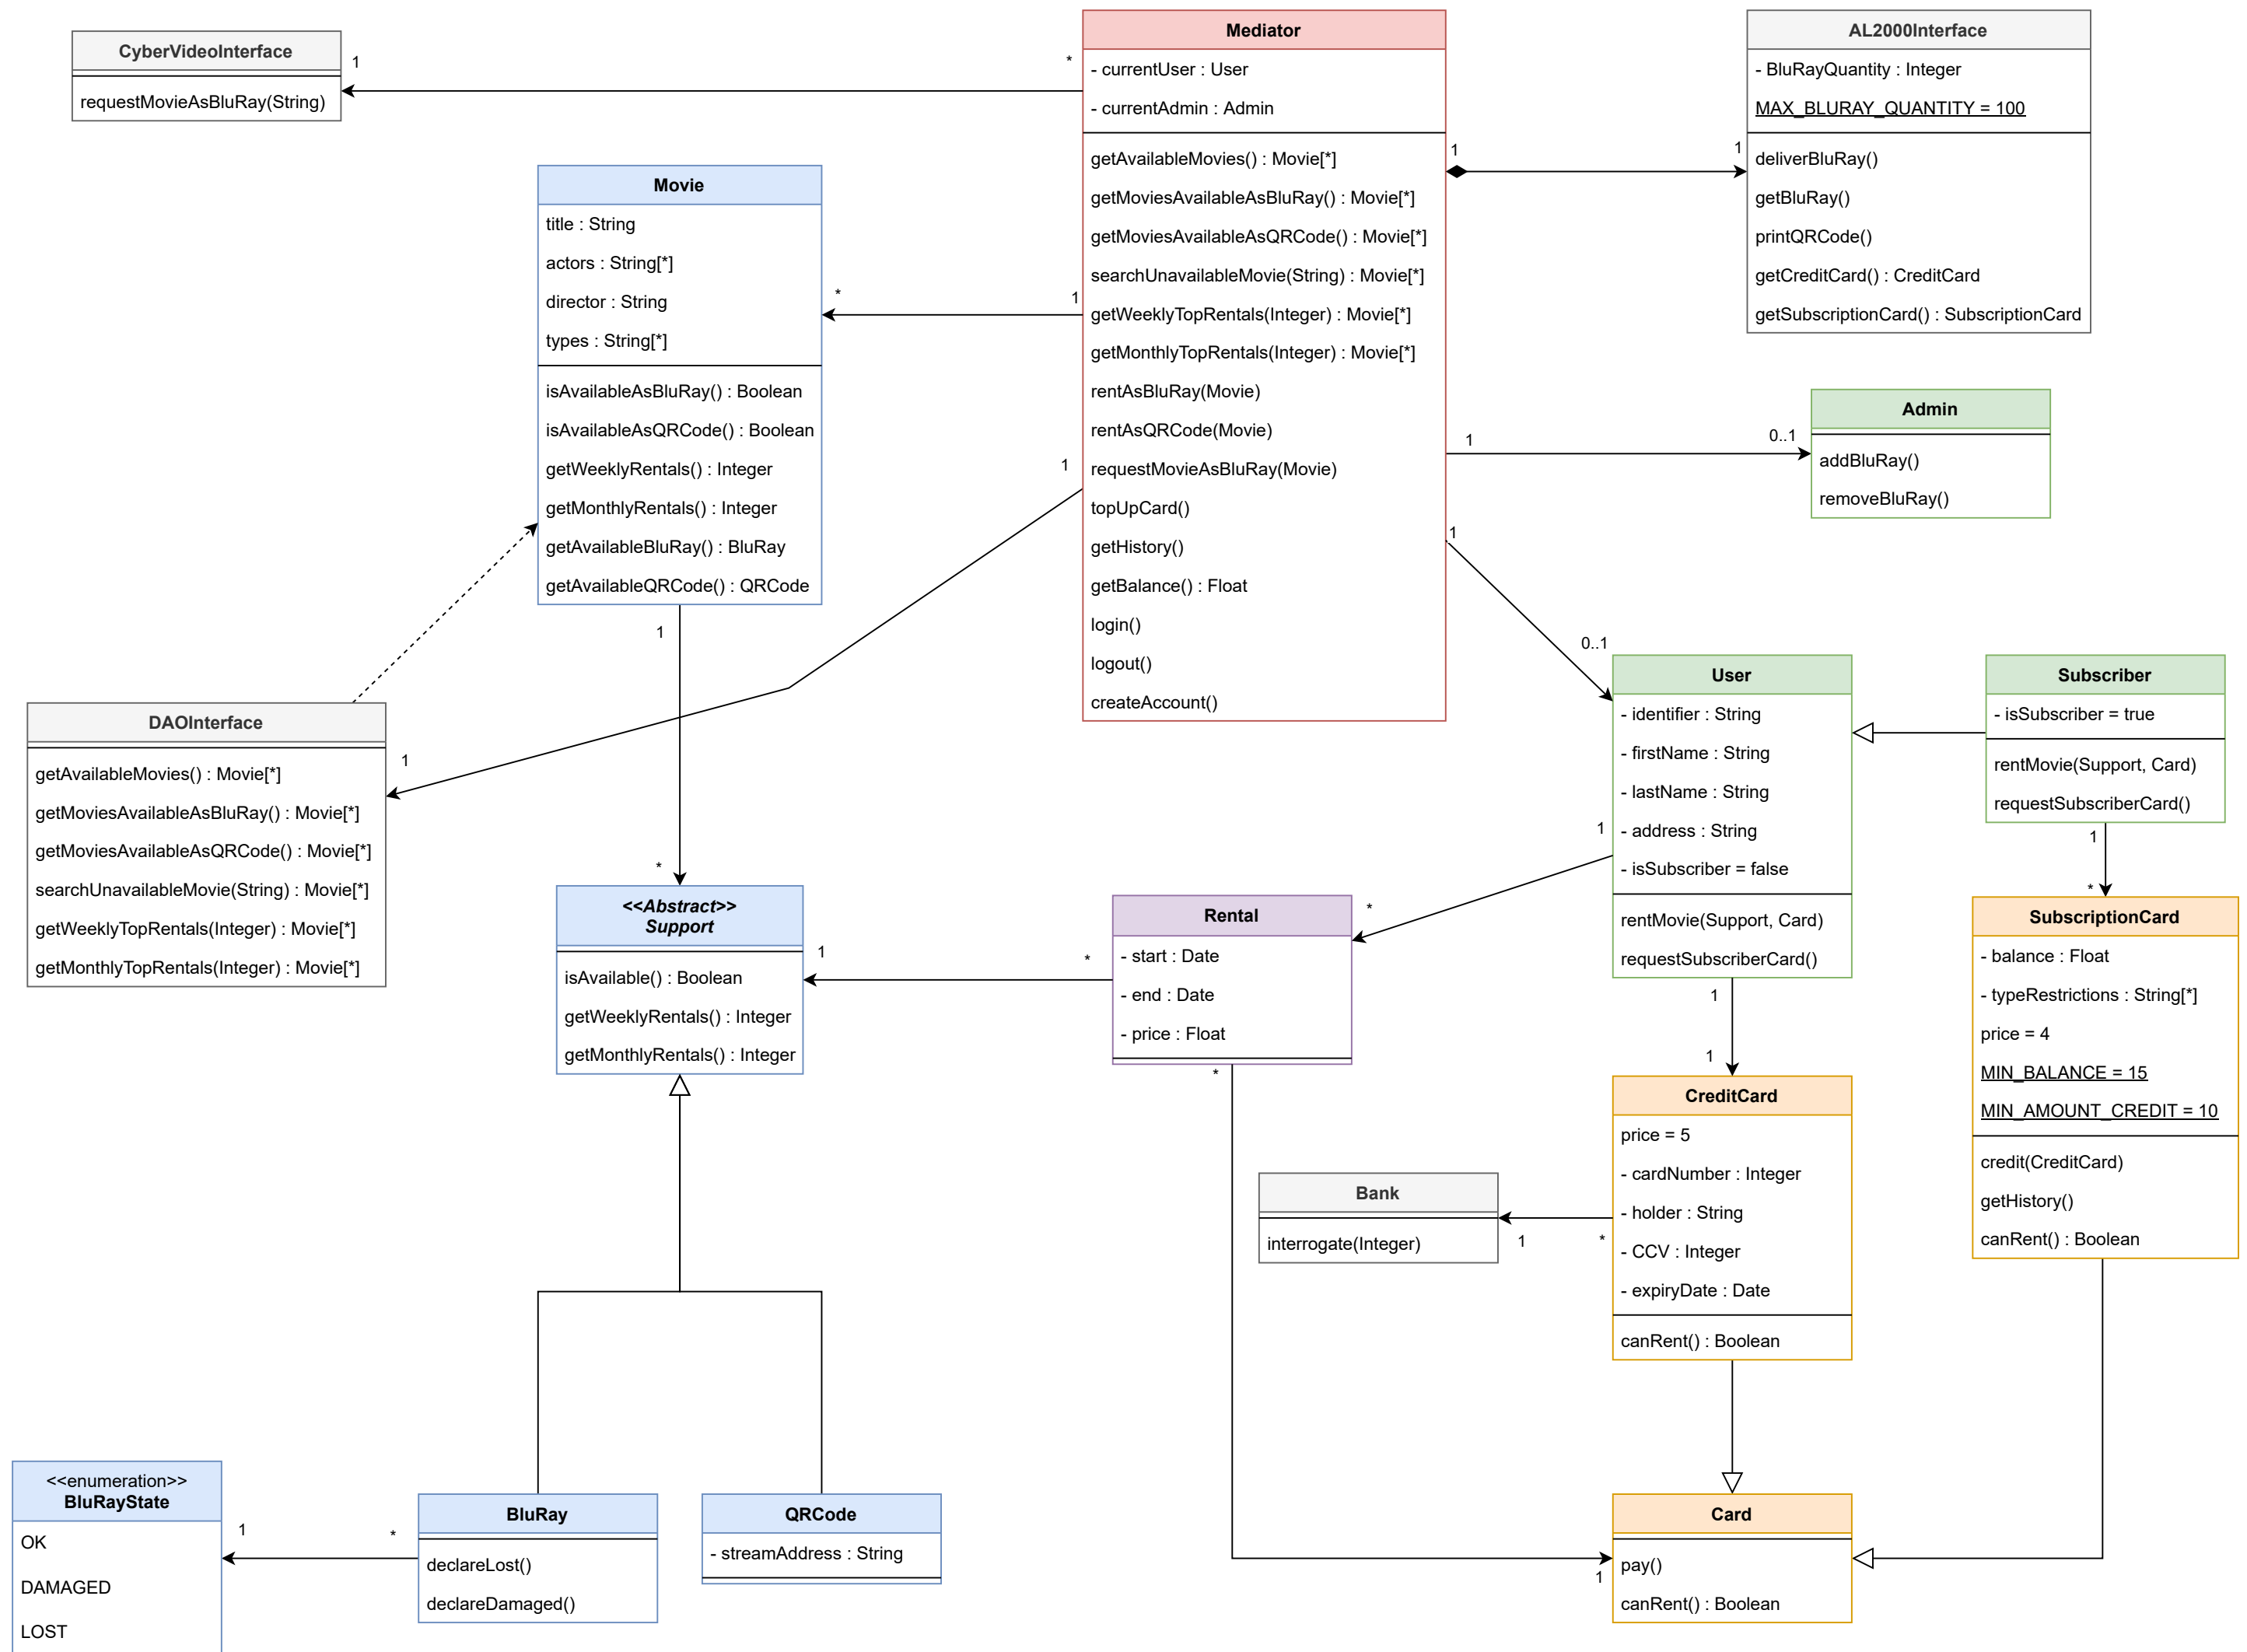 CyberVideoInterface
requestMovieAsBluRay(String)
1
*
Mediator
- currentUser : User
- currentAdmin : Admin
getAvailableMovies() : Movie[*]
getMoviesAvailableAsBluRay() : Movie[*]
getMoviesAvailableAsQRCode() : Movie[*]
searchUnavailableMovie(String) : Movie[*]
getWeeklyTopRentals(Integer) : Movie[*]
getMonthlyTopRentals(Integer) : Movie[*]
rentAsBluRay(Movie)
rentAsQRCode(Movie)
requestMovieAsBluRay(Movie)
topUpCard()
getHistory()
getBalance() : Float
login()
logout()
createAccount()
1
1
AL2000Interface
- BluRayQuantity : Integer
MAX_BLURAY_QUANTITY = 100
deliverBluRay()
getBluRay()
printQRCode()
getCreditCard() : CreditCard
getSubscriptionCard() : SubscriptionCard
Movie
title : String
actors : String[*]
director : String
types : String[*]
isAvailableAsBluRay() : Boolean
isAvailableAsQRCode() : Boolean
getWeeklyRentals() : Integer
getMonthlyRentals() : Integer
getAvailableBluRay() : BluRay
getAvailableQRCode() : QRCode
*
1
1
1
0..1
Admin
addBluRay()
removeBluRay()
1
0..1
1
*
DAOInterface
getAvailableMovies() : Movie[*]
getMoviesAvailableAsBluRay() : Movie[*]
getMoviesAvailableAsQRCode() : Movie[*]
searchUnavailableMovie(String) : Movie[*]
getWeeklyTopRentals(Integer) : Movie[*]
getMonthlyTopRentals(Integer) : Movie[*]
1
User
- identifier : String
- firstName : String
- lastName : String
- address : String
- isSubscriber = false
rentMovie(Support, Card)
requestSubscriberCard()
Subscriber
- isSubscriber = true
rentMovie(Support, Card)
requestSubscriberCard()
1
*
1
*
<<Abstract>>
Support
isAvailable() : Boolean
getWeeklyRentals() : Integer
getMonthlyRentals() : Integer
1
*
Rental
- start : Date
- end : Date
- price : Float
*
1
1
SubscriptionCard
- balance : Float
- typeRestrictions : String[*]
price = 4
MIN_BALANCE = 15
MIN_AMOUNT_CREDIT = 10
credit(CreditCard)
getHistory()
canRent() : Boolean
CreditCard
price = 5
- cardNumber : Integer
- holder : String
- CCV : Integer
- expiryDate : Date
canRent() : Boolean
Bank
interrogate(Integer)
1
*
<<enumeration>>
BluRayState
OK
DAMAGED
LOST
1
*
BluRay
declareLost()
declareDamaged()
QRCode
- streamAddress : String
Card
pay()
canRent() : Boolean
1